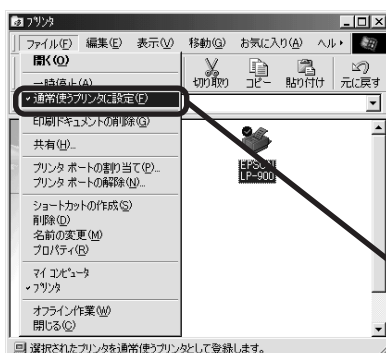 プリンタ
ファイル(F) 編集(E) 表示(V) 移動(G) お気に入り(A) ヘル
開く(O)
一時停止(A)
通常使うプリンタに設定(F)
印刷ドキュメントの削除(G)
共有(H)...
プリンタ ポートの割り当て(P)...
プリンタ ポートの解除(N)...
ショートカットの作成(S)
削除(D)
名前の変更(M)
プロパティ(R)
マイ コンピュータ
プリンタ
オフライン作業(W)
閉じる(C)
切り取り コピー 貼り付け 元に戻す
EPSON
LP-900
選択されたプリンタを通常使うプリンタとして登録します。